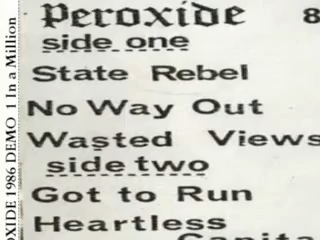 Peroxide 8
side one
State Rebel
No Way Out
Wasted Views
side two
Got to Run
Heartless
OXIDE 1986 DEMO 1 In a Million